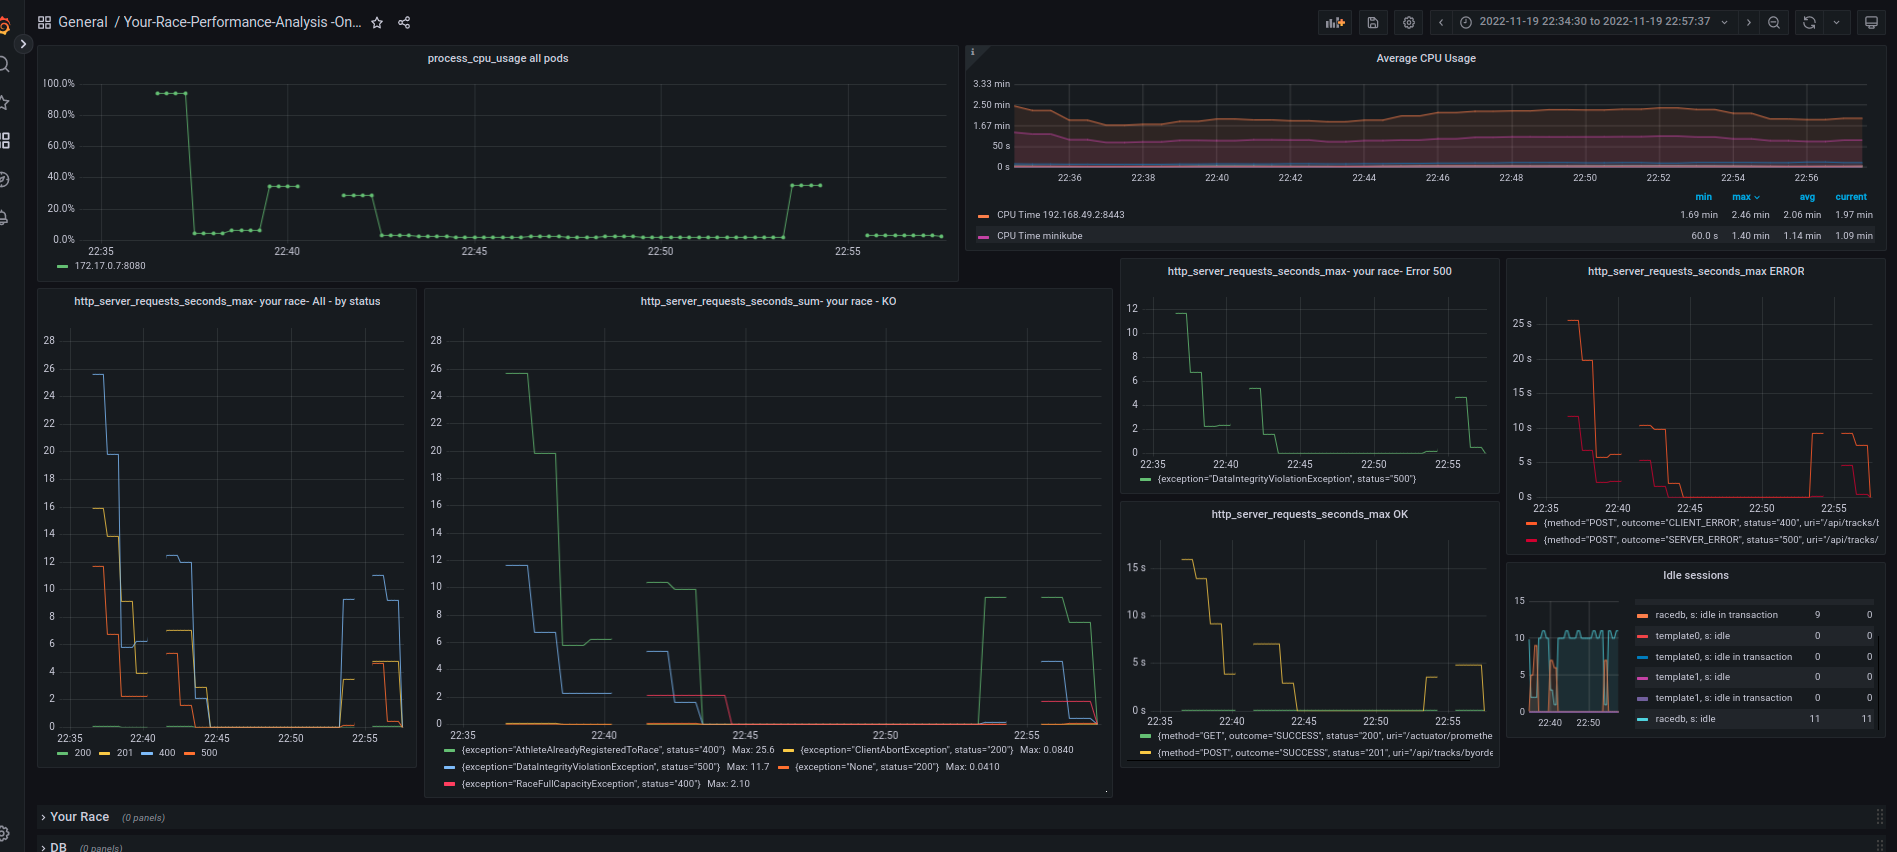 General / Your-Race-Performance-Analysis -On...
2022-11-19 22:34:30 to 2022-11-19 22:57:37
process_cpu_usage all pods
100.0%
80.0%
60.0%
40.0%
20.0%
0.0%
22:35 22:40 22:45 22:50 22:55
172.17.0.7:8080
i
Average CPU Usage
3.33 min
2.50 min
1.67 min
50 s
0 s
22:36 22:38 22:40 22:42 22:44 22:46 22:48 22:50 22:52 22:54 22:56
min max avg current
CPU Time 192.168.49.2:8443 1.69 min 2.46 min 2.06 min 1.97 min
CPU Time minikube 60.0 s 1.40 min 1.14 min 1.09 min
http_server_requests_seconds_max- your race- All - by status
28
26
24
22
20
18
16
14
12
10
8
6
4
2
0
22:35 22:40 22:45 22:50 22:55
200 201 400 500
http_server_requests_seconds_sum- your race - KO
28
26
24
22
20
18
16
14
12
10
8
6
4
2
0
22:35 22:40 22:45 22:50 22:55
{exception="AthleteAlreadyRegisteredToRace", status="400"} Max: 25.6 {exception="ClientAbortException", status="200"} Max: 0.0840
{exception="DataIntegrityViolationException", status="500"} Max: 11.7 {exception="None", status="200"} Max: 0.0410
{exception="RaceFullCapacityException", status="400"} Max: 2.10
http_server_requests_seconds_max- your race- Error 500
12
10
8
6
4
2
0
22:35 22:40 22:45 22:50 22:55
{exception="DataIntegrityViolationException", status="500"}
http_server_requests_seconds_max OK
15 s
10 s
5 s
0 s
22:35 22:40 22:45 22:50 22:55
{method="GET", outcome="SUCCESS", status="200", uri="/actuator/promethe
{method="POST", outcome="SUCCESS", status="201", uri="/api/tracks/byorde
http_server_requests_seconds_max ERROR
25 s
20 s
15 s
10 s
5 s
0 s
22:35 22:40 22:45 22:50 22:55
{method="POST", outcome="CLIENT_ERROR", status="400", uri="/api/tracks/b
{method="POST", outcome="SERVER_ERROR", status="500", uri="/api/tracks/
Idle sessions
15
10
5
0
22:40 22:50
racedb, s: idle in transaction 9 0
template0, s: idle 0 0
template0, s: idle in transaction 0 0
template1, s: idle 0 0
template1, s: idle in transaction 0 0
racedb, s: idle 11 11
Your Race (0 panels)
DB (0 panels)